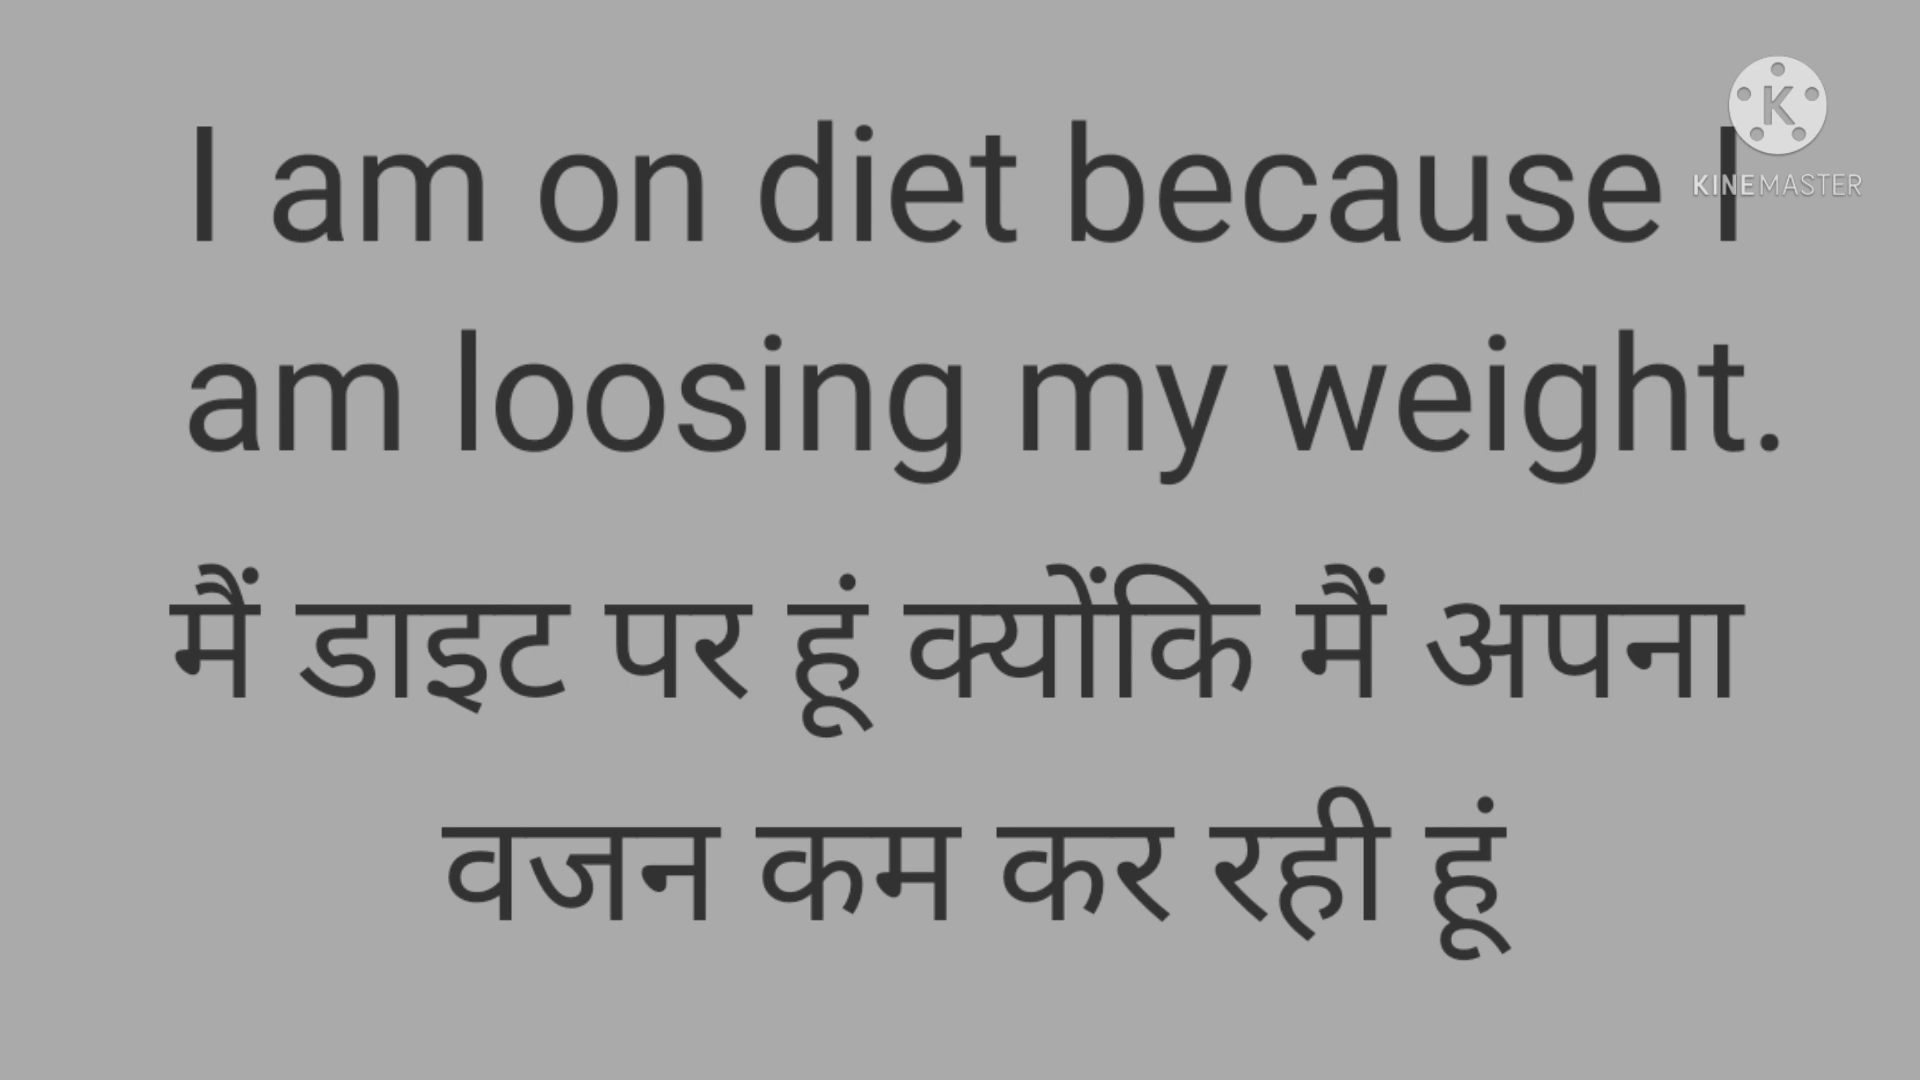 I am on diet because I
KINEMASTER
am loosing my weight.
मैं डाइट पर हूं क्योंकि मैं अपना
वजन कम कर रही हूं